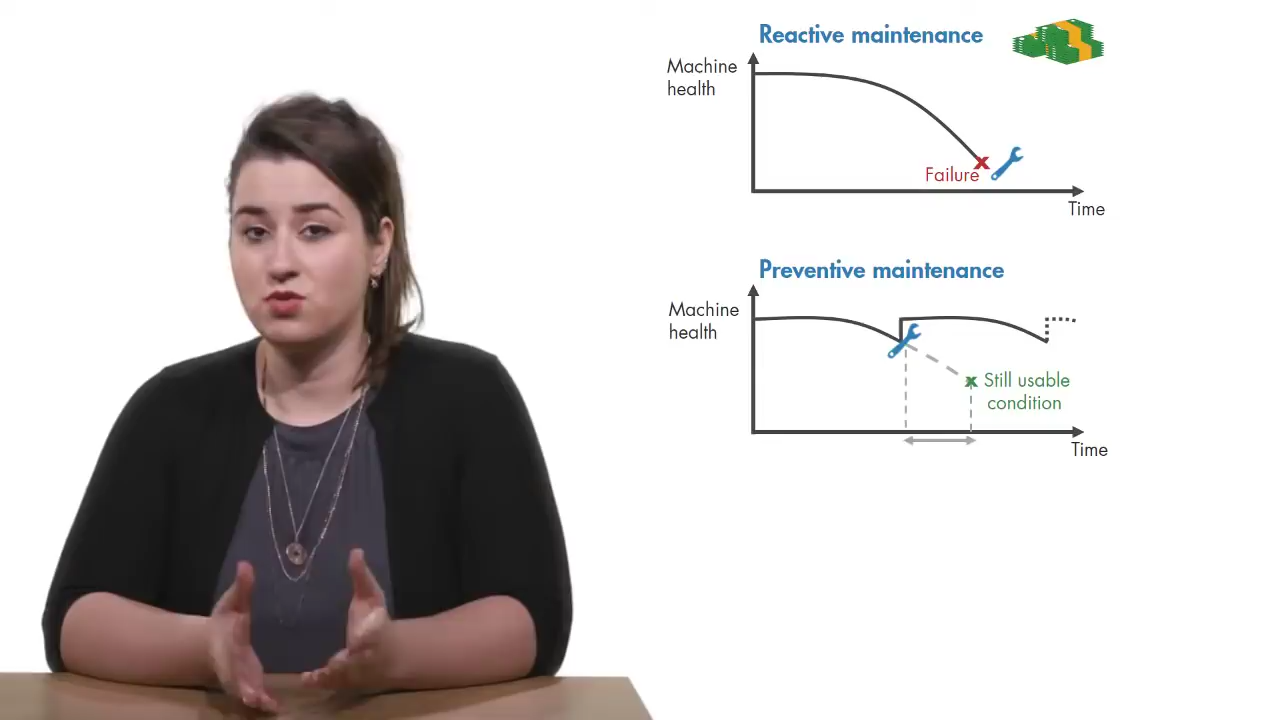 Reactive maintenance
Machine
health
Failure
Time
Preventive maintenance
Machine
health
Still usable
condition
Time